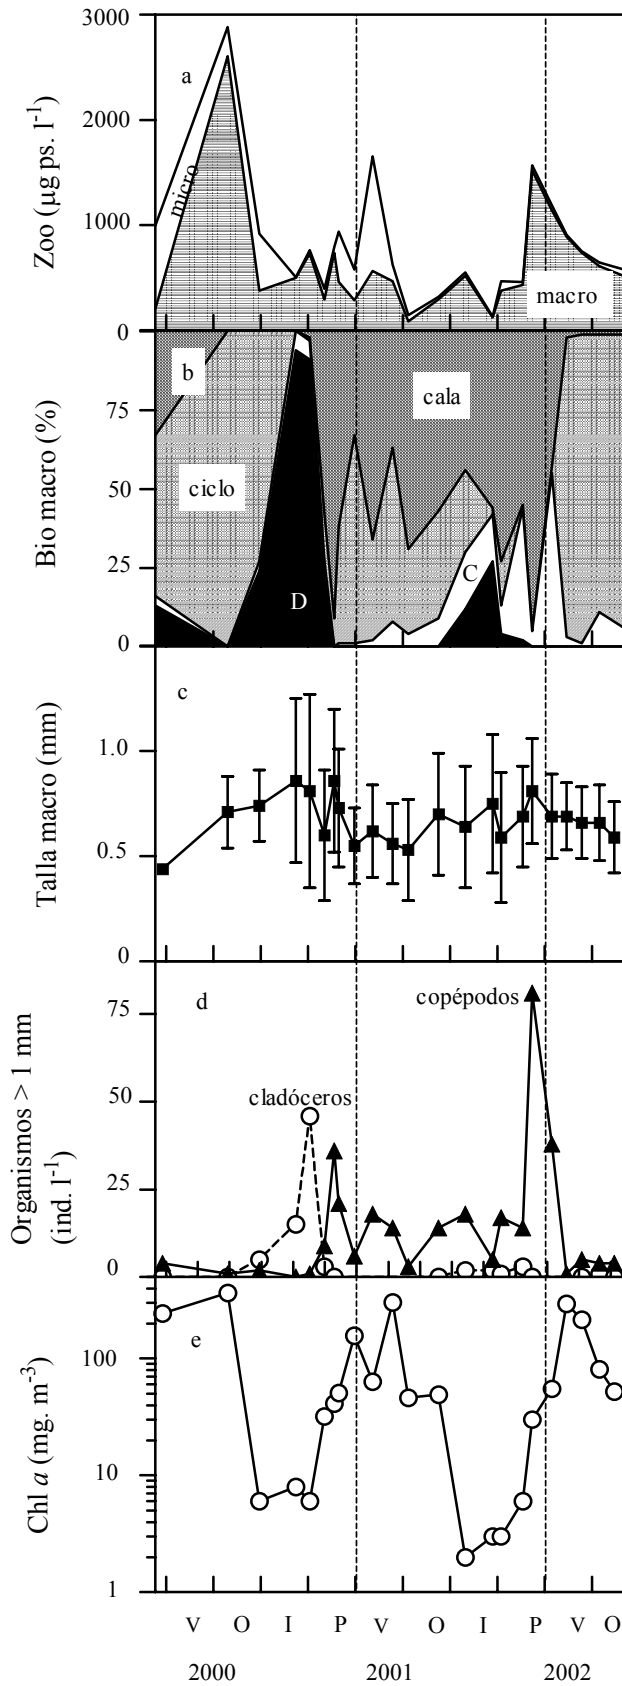 3000
a
2000
Zoo (µg ps. l-1)
micro
1000
macro
0
b
cala
75
Bio macro (%)
ciclo
50
25
C
D
0
c
Talla macro (mm)
1.0
0.5
0
d
copépodos
75
Organismos > 1 mm
(ind. l-1)
50
cladóceros
25
0
e
100
Chl a (mg. m-3)
10
1
V O I P V O I P V O
2000 2001 2002